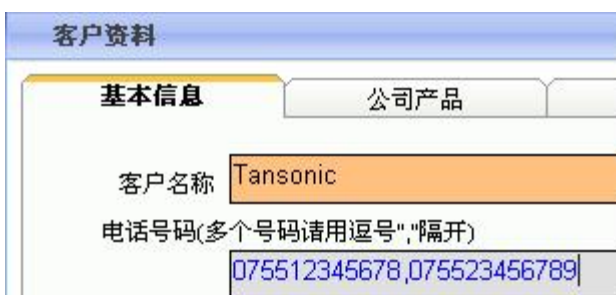 客户资料
基本信息 公司产品
客户名称 Tansonic
电话号码(多个号码请用逗号","隔开)
075512345678,075523456789